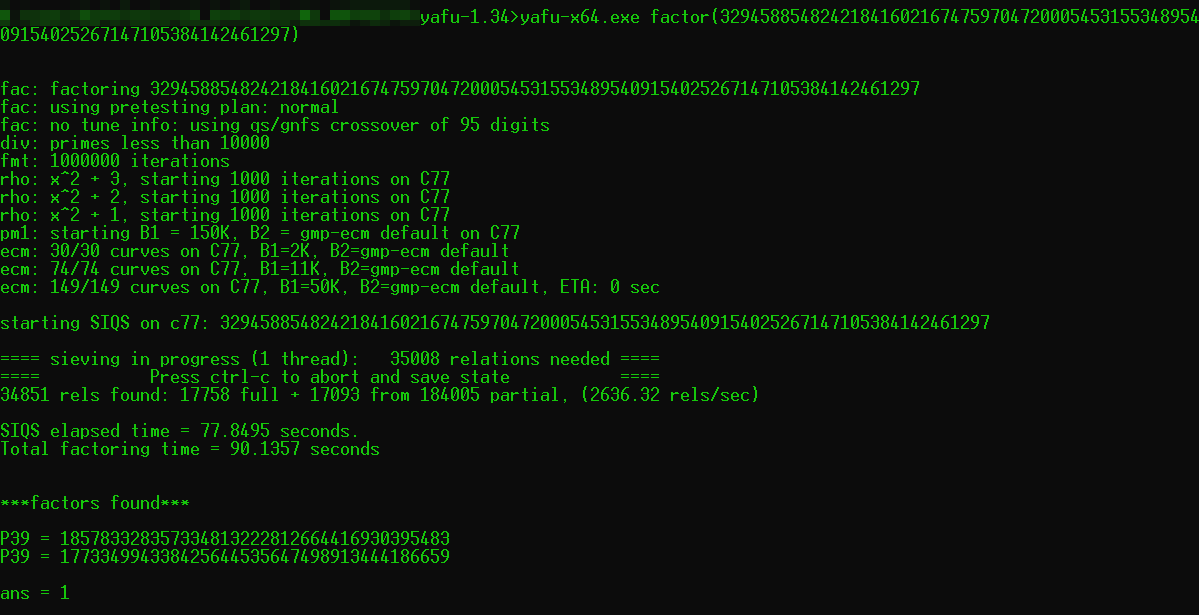 yafu-1.34>yafu-x64.exe factor(329458854824218416021674759704720005453155348954
09154025267147105384142461297)
fac: factoring 32945885482421841602167475970472000545315534895409154025267147105384142461297
fac: using pretesting plan: normal
fac: no tune info: using qs/gnfs crossover of 95 digits
div: primes less than 10000
fmt: 1000000 iterations
rho: x^2 + 3, starting 1000 iterations on C77
rho: x^2 + 2, starting 1000 iterations on C77
rho: x^2 + 1, starting 1000 iterations on C77
pm1: starting B1 = 150K, B2 = gmp-ecm default on C77
ecm: 30/30 curves on C77, B1=2K, B2=gmp-ecm default
ecm: 74/74 curves on C77, B1=11K, B2=gmp-ecm default
ecm: 149/149 curves on C77, B1=50K, B2=gmp-ecm default, ETA: 0 sec
starting SIQS on c77: 32945885482421841602167475970472000545315534895409154025267147105384142461297
==== sieving in progress (1 thread):   35008 relations needed ====
====           Press ctrl-c to abort and save state           ====
34851 rels found: 17758 full + 17093 from 184005 partial, (2636.32 rels/sec)
SIQS elapsed time = 77.8495 seconds.
Total factoring time = 90.1357 seconds
***factors found***
P39 = 185783328357334813222812664416930395483
P39 = 177334994338425644535647498913444186659
ans = 1